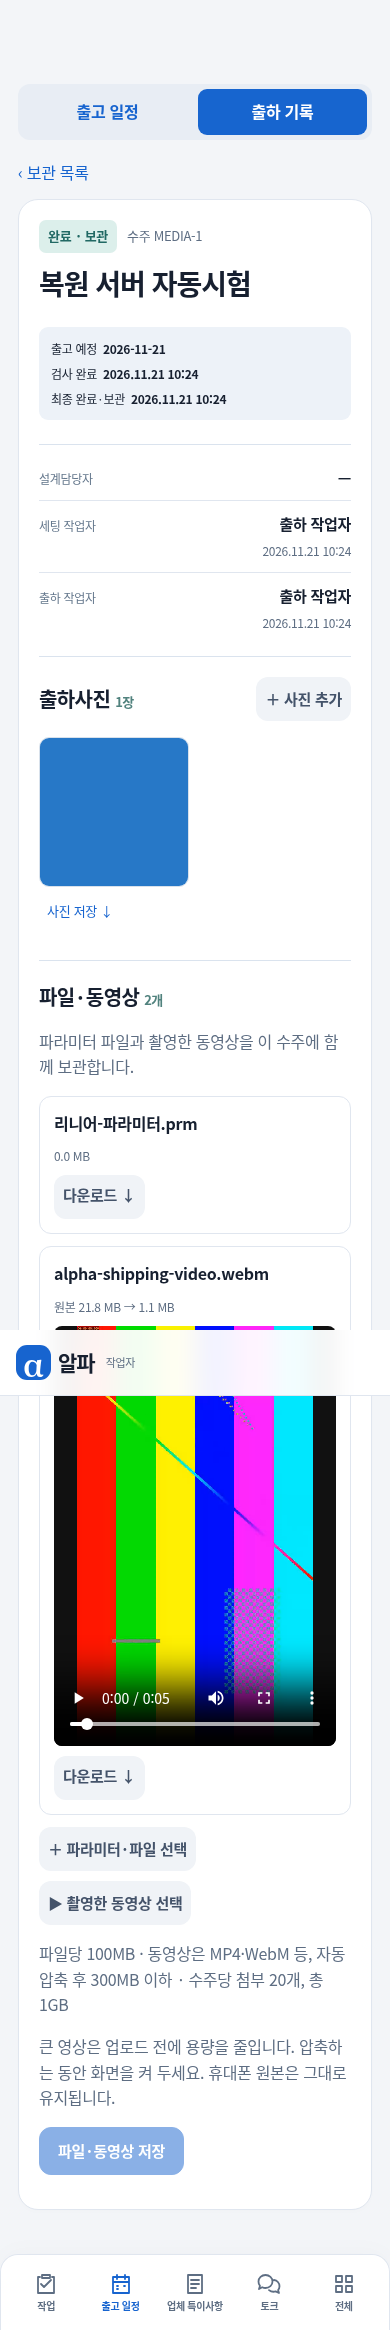 출고 일정
출하 기록
‹ 보관 목록
완료 · 보관 수주 MEDIA-1
복원 서버 자동시험
출고 예정 2026-11-21
검사 완료 2026.11.21 10:24
최종 완료·보관 2026.11.21 10:24
설계담당자 —
세팅 작업자 출하 작업자
2026.11.21 10:24
출하 작업자 출하 작업자
2026.11.21 10:24
출하사진 1장
+ 사진 추가
사진 저장 ↓
파일·동영상 2개
파라미터 파일과 촬영한 동영상을 이 수주에 함
께 보관합니다.
리니어-파라미터.prm
0.0 MB
다운로드 ↓
alpha-shipping-video.webm
원본 21.8 MB → 1.1 MB
α 알파 작업자
0:00 / 0:05
다운로드 ↓
+ 파라미터·파일 선택
▶ 촬영한 동영상 선택
파일당 100MB · 동영상은 MP4·WebM 등, 자동
압축 후 300MB 이하 · 수주당 첨부 20개, 총
1GB
큰 영상은 업로드 전에 용량을 줄입니다. 압축하
는 동안 화면을 켜 두세요. 휴대폰 원본은 그대로
유지됩니다.
파일·동영상 저장
작업
출고 일정
업체 특이사항
토크
전체